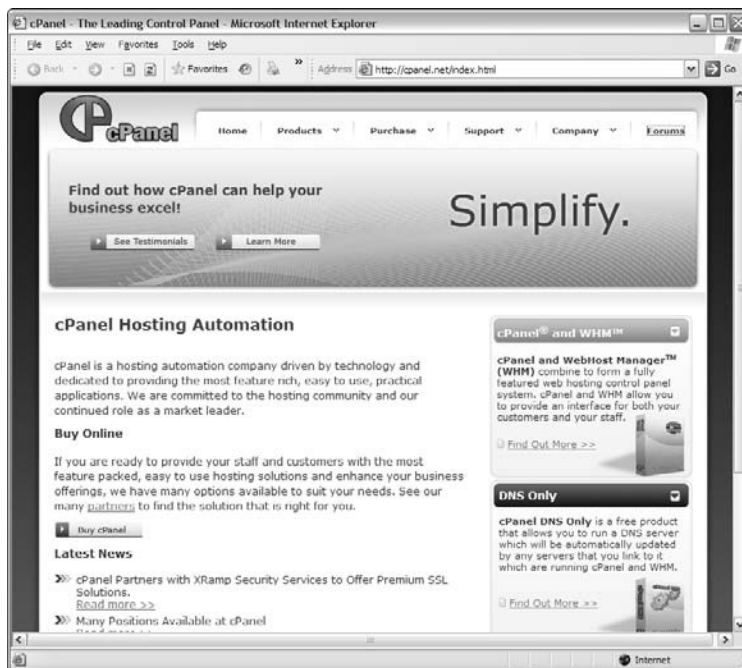 cPanel - The Leading Control Panel - Microsoft Internet Explorer
File Edit View Favorites Tools Help
Back Favorites » Address http://cpanel.net/index.html Go
cPanel
Home Products Purchase Support Company Forums
Find out how cPanel can help your
business excel!
Simplify.
See Testimonials Learn More
cPanel Hosting Automation
cPanel is a hosting automation company driven by technology and
dedicated to providing the most feature rich, easy to use, practical
applications. We are committed to the hosting community and our
continued role as a market leader.
Buy Online
If you are ready to provide your staff and customers with the most
feature packed, easy to use hosting solutions and enhance your business
offerings, we have many options available to suit your needs. See our
many partners to find the solution that is right for you.
Buy cPanel
Latest News
cPanel Partners with XRamp Security Services to Offer Premium SSL
Solutions.
Read more >>
Many Positions Available at cPanel
Read more >>
cPanel® and WHM™
cPanel and WebHost Manager™
(WHM) combine to form a fully
featured web hosting control panel
system. cPanel and WHM allow you
to provide an interface for both your
customers and your staff.
Find Out More >>
DNS Only
cPanel DNS Only is a free product
that allows you to run a DNS server
which will be automatically updated
by any servers that you link to it
which are running cPanel and WHM.
Find Out More >>
Internet